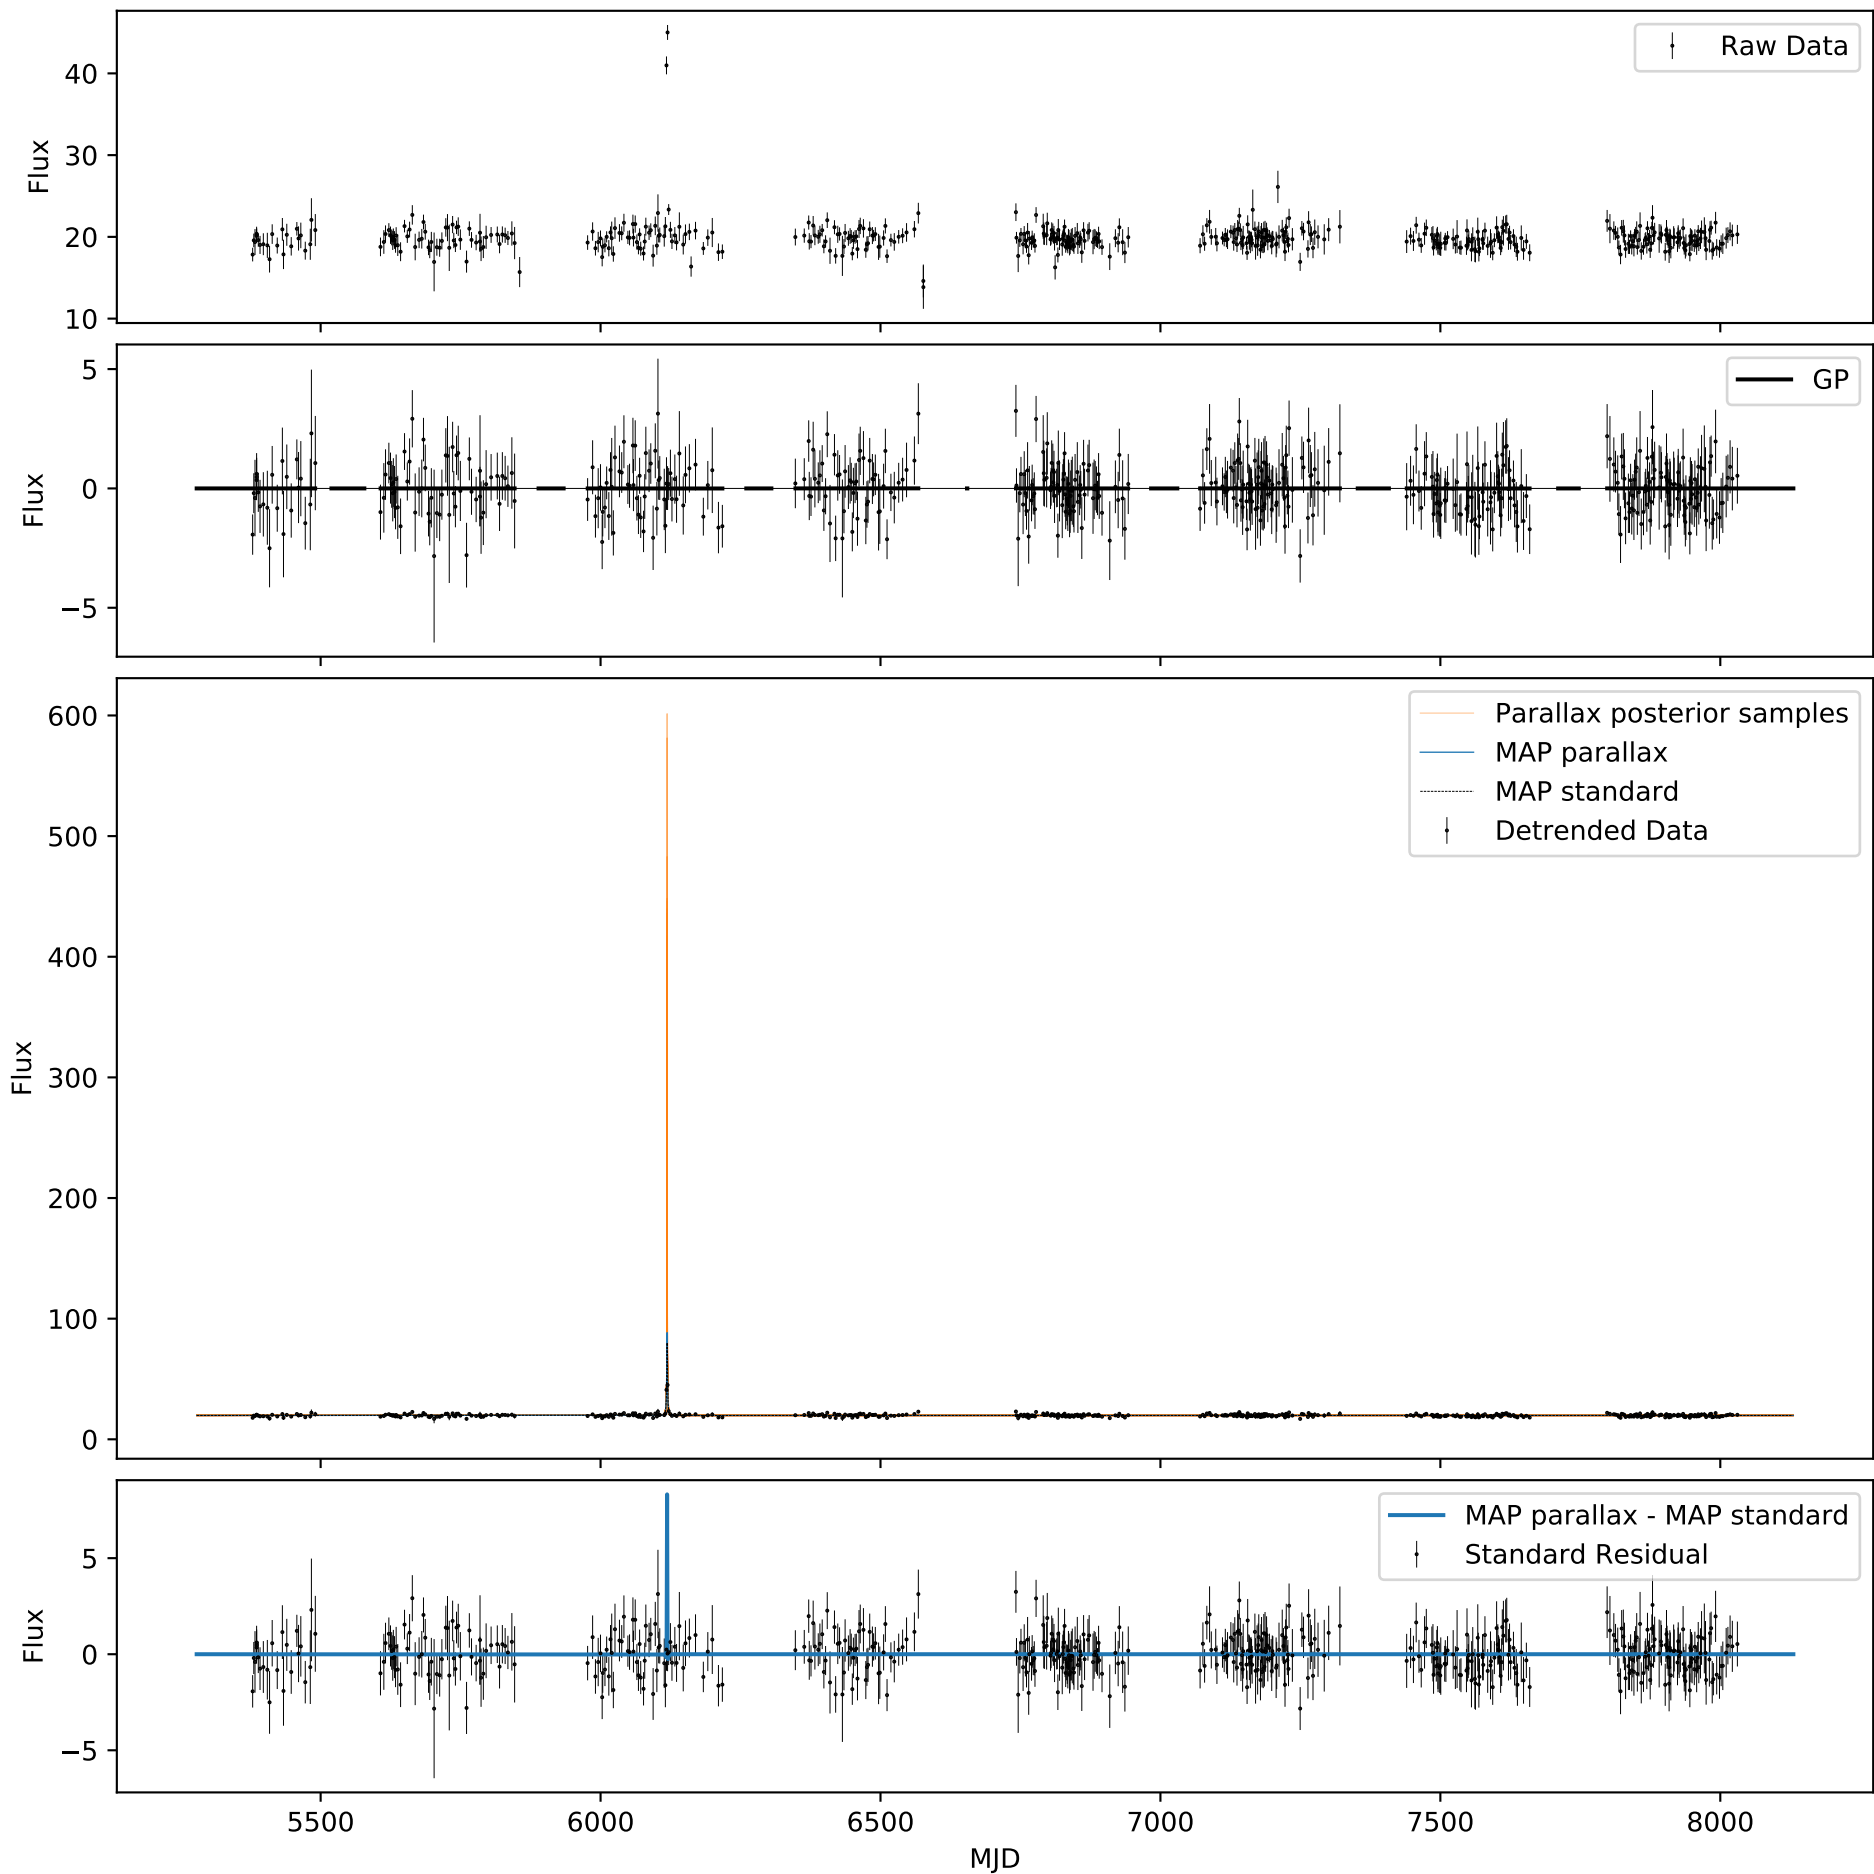 Raw Data
Flux
40
30
20
10
GP
Flux
5
0
−5
Parallax posterior samples
MAP parallax
MAP standard
Detrended Data
Flux
600
500
400
300
200
100
0
MAP parallax - MAP standard
Standard Residual
Flux
5
0
−5
5500 6000 6500 7000 7500 8000
MJD